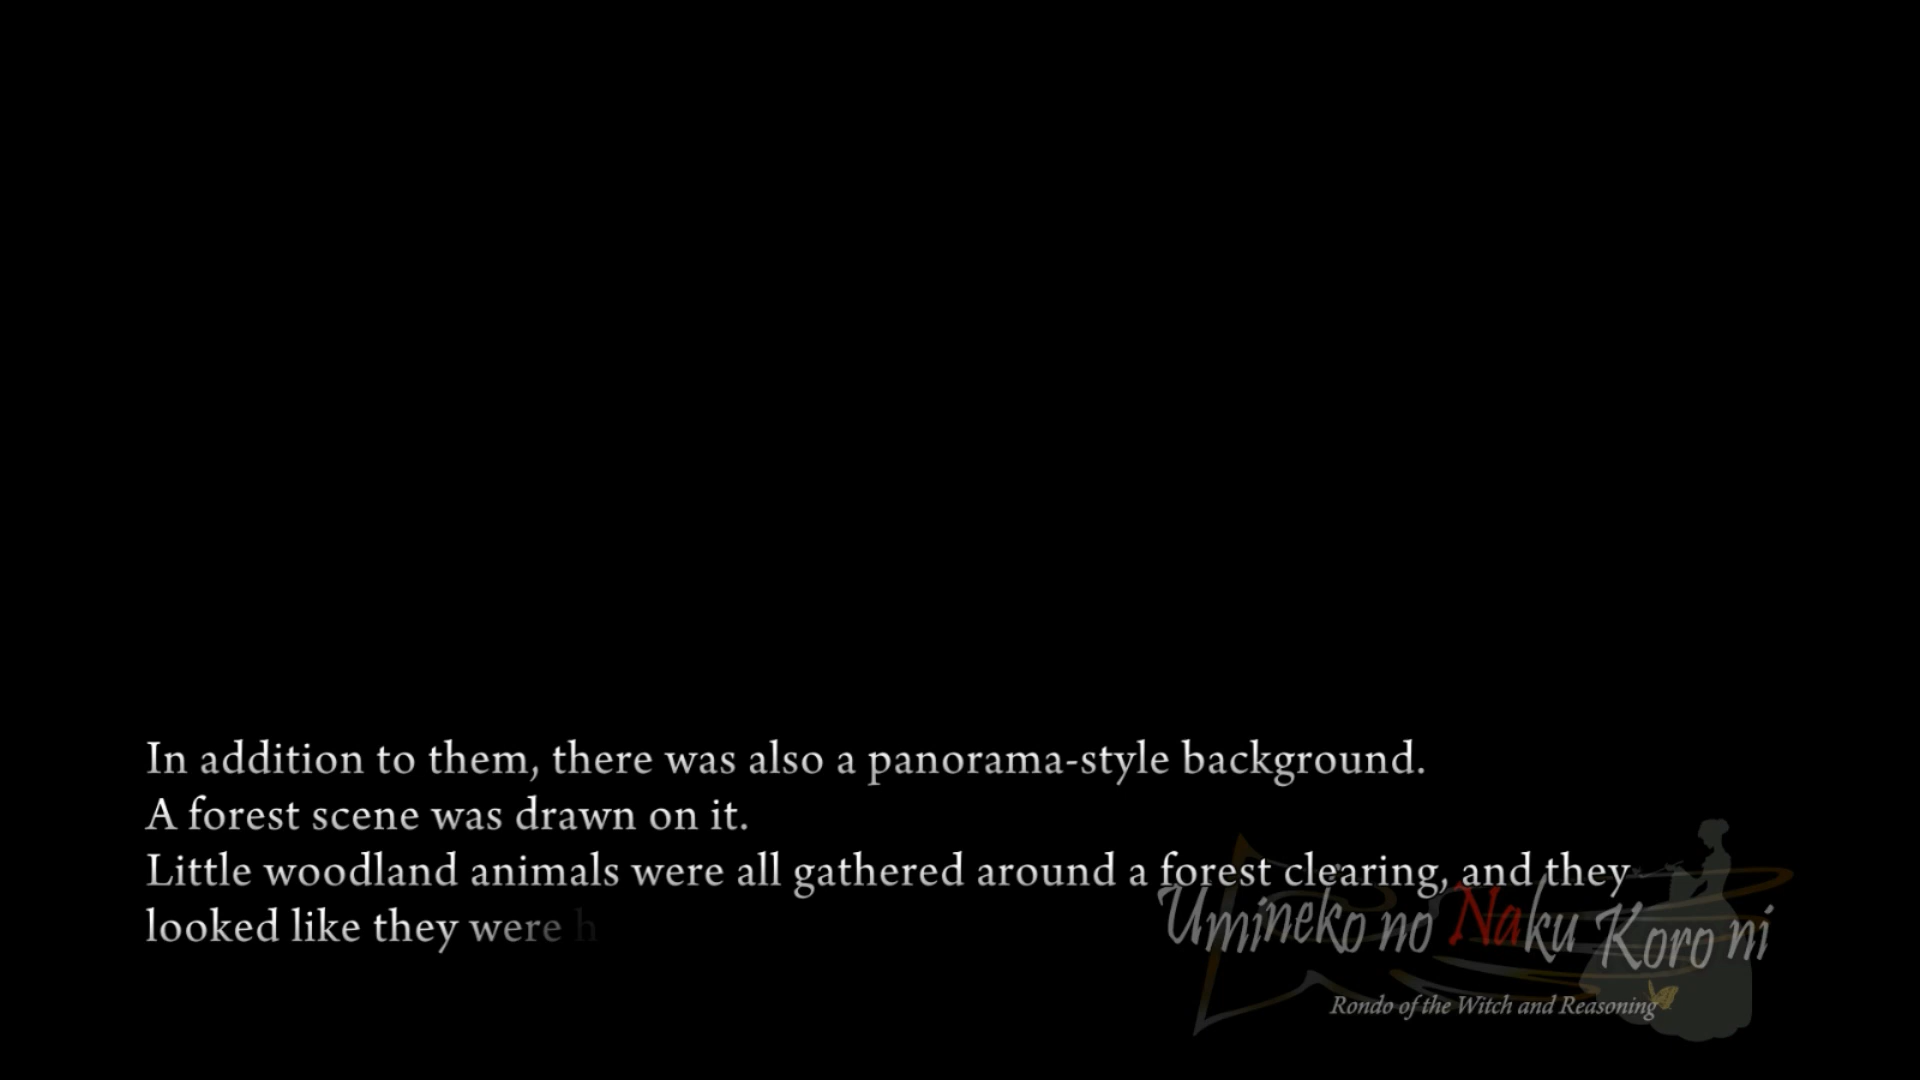 In addition to them, there was also a panorama-style background.
A forest scene was drawn on it.
Little woodland animals were all gathered around a forest clearing, and they
looked like they were h
Umineko no Naku Koro ni
Rondo of the Witch and Reasoning